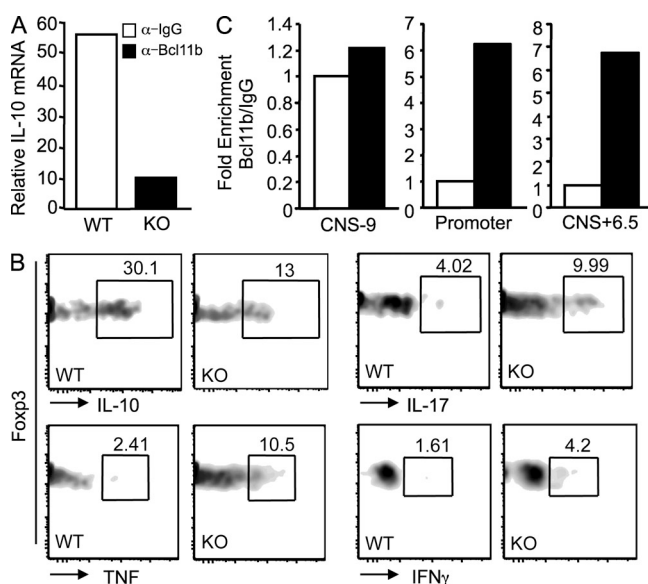 A
Relative IL-10 mRNA
60
50
40
30
20
10
0
WT KO
α-IgG
α-Bcl11b
C
Fold Enrichment
Bcl11b/IgG
1.4
1.2
1
0.8
0.6
0.4
0.2
0
CNS-9
7
6
5
4
3
2
1
0
Promoter
8
7
6
5
4
3
2
1
0
CNS+6.5
B
Foxp3
30.1
WT
13
KO
IL-10
4.02
WT
9.99
KO
IL-17
2.41
WT
10.5
KO
TNF
1.61
WT
4.2
KO
IFNγ